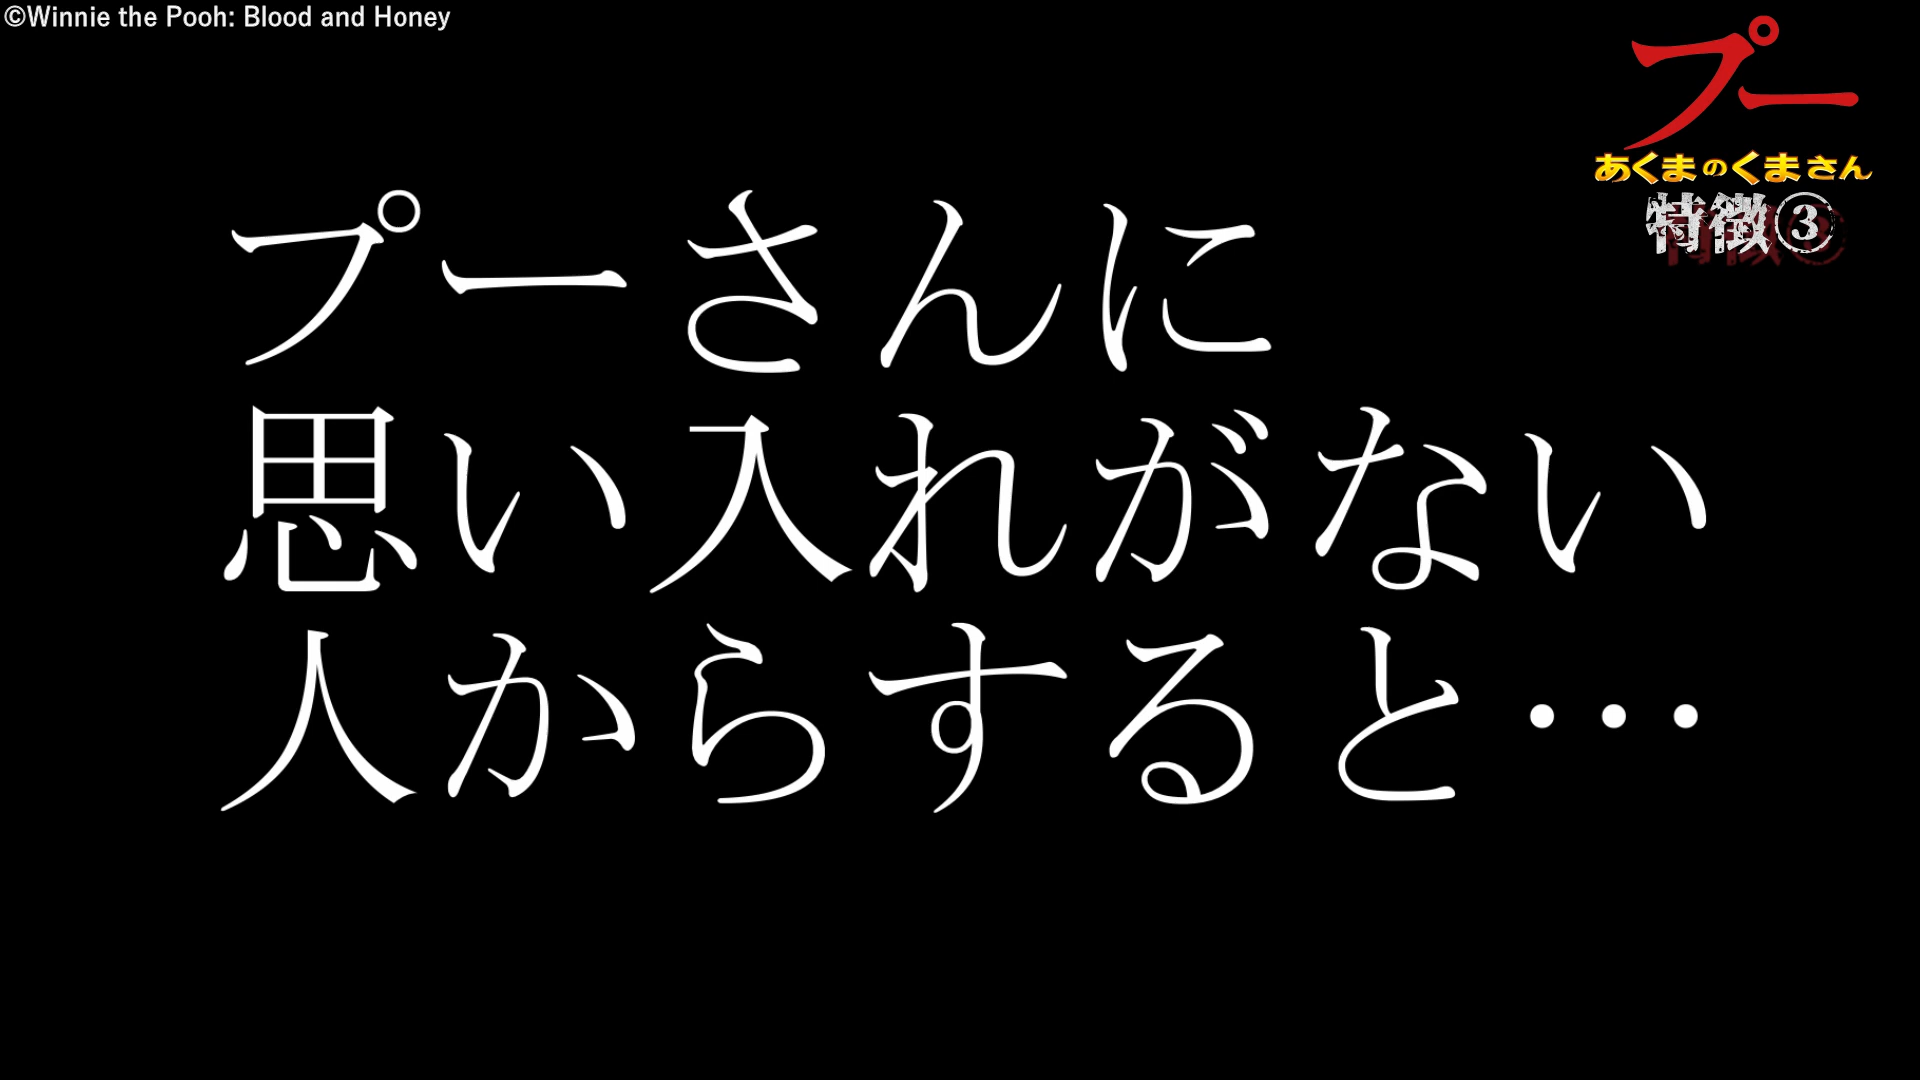 ©Winnie the Pooh: Blood and Honey
プー
あくまのくまさん
特徴③
プーさんに
思い入れがない
人からすると…